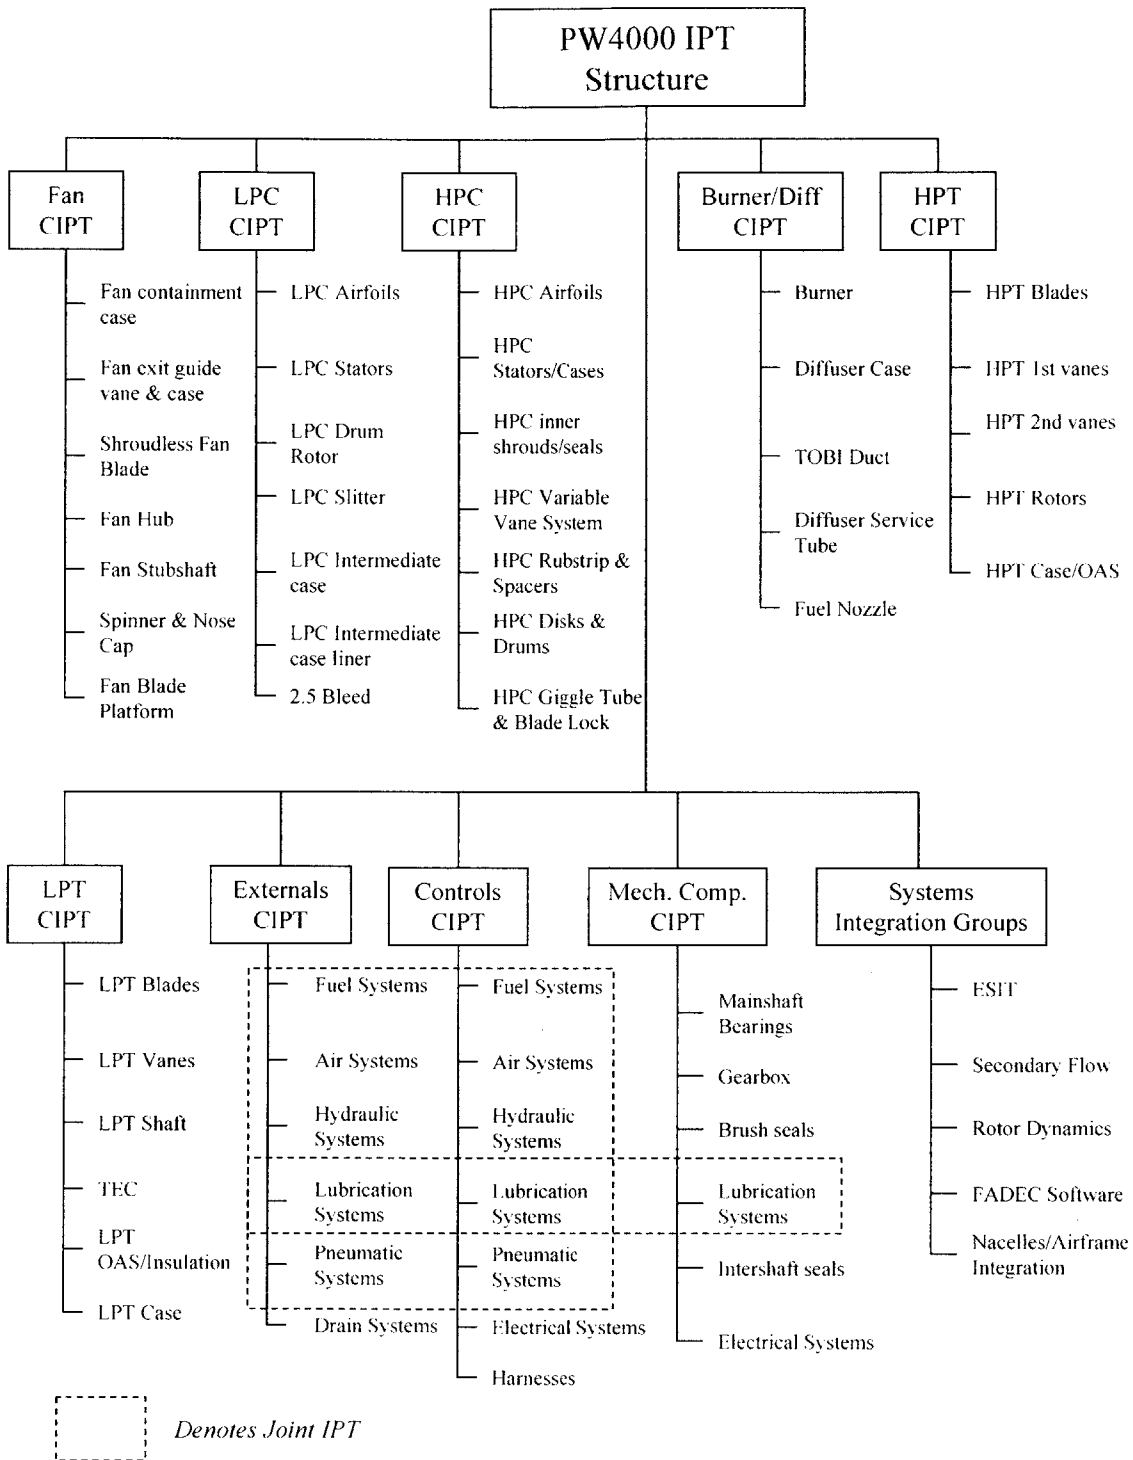 PW4000 IPT
Structure
Fan
CIPT
LPC
CIPT
HPC
CIPT
Burner/Diff
CIPT
HPT
CIPT
Fan containment
case
Fan exit guide
vane & case
Shroudless Fan
Blade
Fan Hub
Fan Stubshaft
Spinner & Nose
Cap
Fan Blade
Platform
LPC Airfoils
LPC Stators
LPC Drum
Rotor
LPC Slitter
LPC Intermediate
case
LPC Intermediate
case liner
2.5 Bleed
HPC Airfoils
HPC
Stators/Cases
HPC inner
shrouds/seals
HPC Variable
Vane System
HPC Rubstrip &
Spacers
HPC Disks &
Drums
HPC Giggle Tube
& Blade Lock
Burner
Diffuser Case
TOBI Duct
Diffuser Service
Tube
Fuel Nozzle
HPT Blades
HPT 1st vanes
HPT 2nd vanes
HPT Rotors
HPT Case/OAS
LPT
CIPT
Externals
CIPT
Controls
CIPT
Mech. Comp.
CIPT
Systems
Integration Groups
LPT Blades
LPT Vanes
LPT Shaft
TEC
LPT
OAS/Insulation
LPT Case
Fuel Systems
Air Systems
Hydraulic
Systems
Lubrication
Systems
Pneumatic
Systems
Drain Systems
Fuel Systems
Air Systems
Hydraulic
Systems
Lubrication
Systems
Pneumatic
Systems
Electrical Systems
Harnesses
Mainshaft
Bearings
Gearbox
Brush seals
Lubrication
Systems
Intershaft seals
Electrical Systems
ESIT
Secondary Flow
Rotor Dynamics
FADEC Software
Nacelles/Airframe
Integration
Denotes Joint IPT